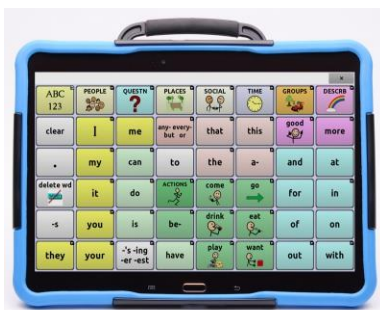 ×
ABC PEOPLE QUESTN PLACES SOCIAL TIME GROUPS DESCRB
123
clear I me any- every- that this good more
but or
. my can to the a- and at
delete wd it do ACTIONS come go for in
-s you is be- drink eat of on
they your -'s -ing have play want out with
-er -est